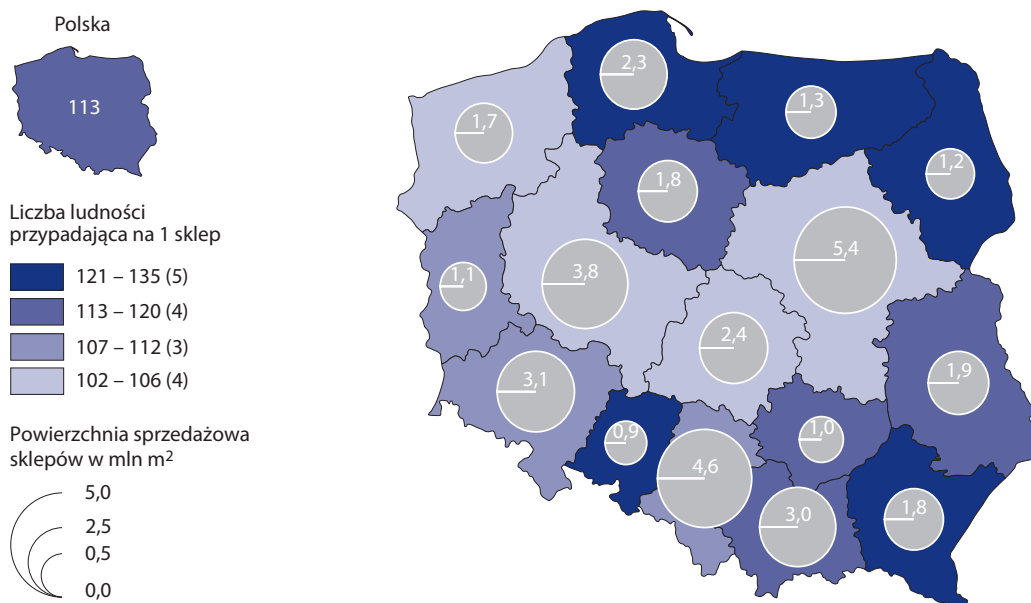 Polska
113
Liczba ludności
przypadająca na 1 sklep
121 – 135 (5)
113 – 120 (4)
107 – 112 (3)
102 – 106 (4)
Powierzchnia sprzedażowa
sklepów w mln m²
5,0
2,5
0,5
0,0
2,3
1,3
1,7
1,2
1,8
5,4
3,8
1,1
2,4
1,9
3,1
0,9
1,0
4,6
3,0
1,8